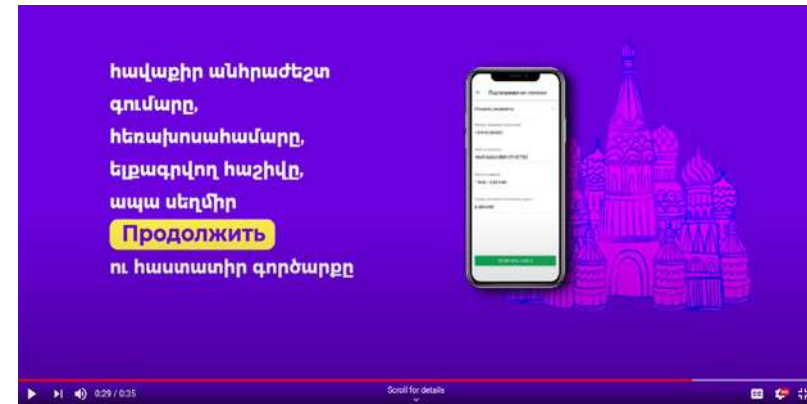 հավաքիր անհրաժեշտ
գումարը,
հեռախոսահամարը,
ելքագրվող հաշիվը,
ապա սեղմիր
Продолжить
ու հաստատիր գործարքը
0:29 / 0:35
Scroll for details